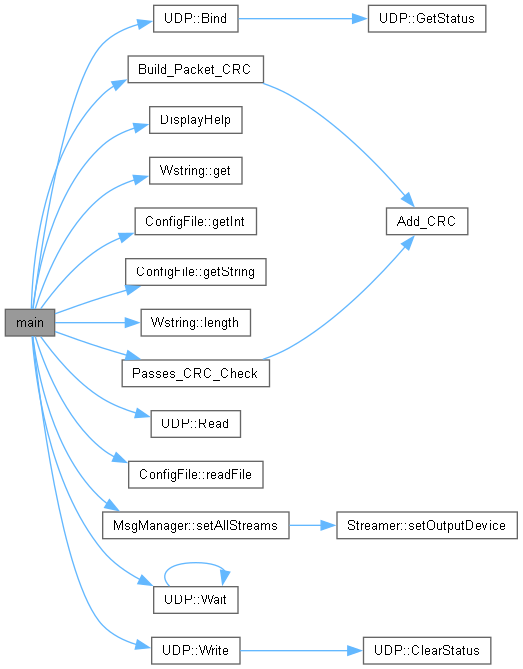 UDP::Bind
UDP::GetStatus
Build_Packet_CRC
DisplayHelp
Wstring::get
ConfigFile::getInt
Add_CRC
ConfigFile::getString
main
Wstring::length
Passes_CRC_Check
UDP::Read
ConfigFile::readFile
MsgManager::setAllStreams
Streamer::setOutputDevice
UDP::Wait
UDP::Write
UDP::ClearStatus